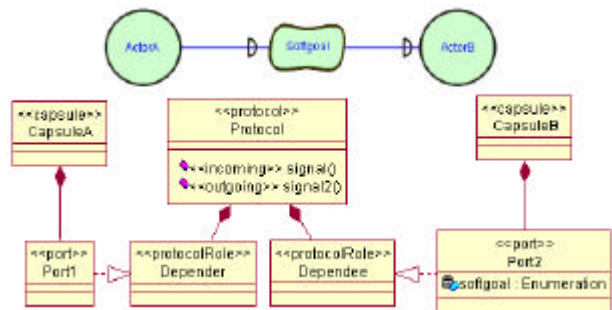 ActorA
Softgoal
ActorB
<<capsule>>
CapsuleA
<<protocol>>
Protocol
<<incoming>> signal()
<<outgoing>> signal2()
<<capsule>>
CapsuleB
<<port>>
Port1
<<protocolRole>>
Depender
<<protocolRole>>
Dependee
<<port>>
Port2
softgoal : Enumeration